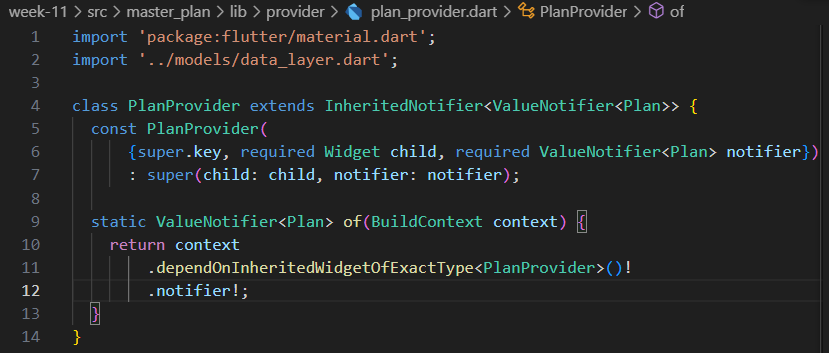 week-11 > src > master_plan > lib > provider > plan_provider.dart > PlanProvider > of
1 import 'package:flutter/material.dart';
2 import '../models/data_layer.dart';
3
4 class PlanProvider extends InheritedNotifier<ValueNotifier<Plan>> {
5   const PlanProvider(
6       {super.key, required Widget child, required ValueNotifier<Plan> notifier})
7       : super(child: child, notifier: notifier);
8
9   static ValueNotifier<Plan> of(BuildContext context) {
10     return context
11         .dependOnInheritedWidgetOfExactType<PlanProvider>()!
12         .notifier!;
13   }
14 }